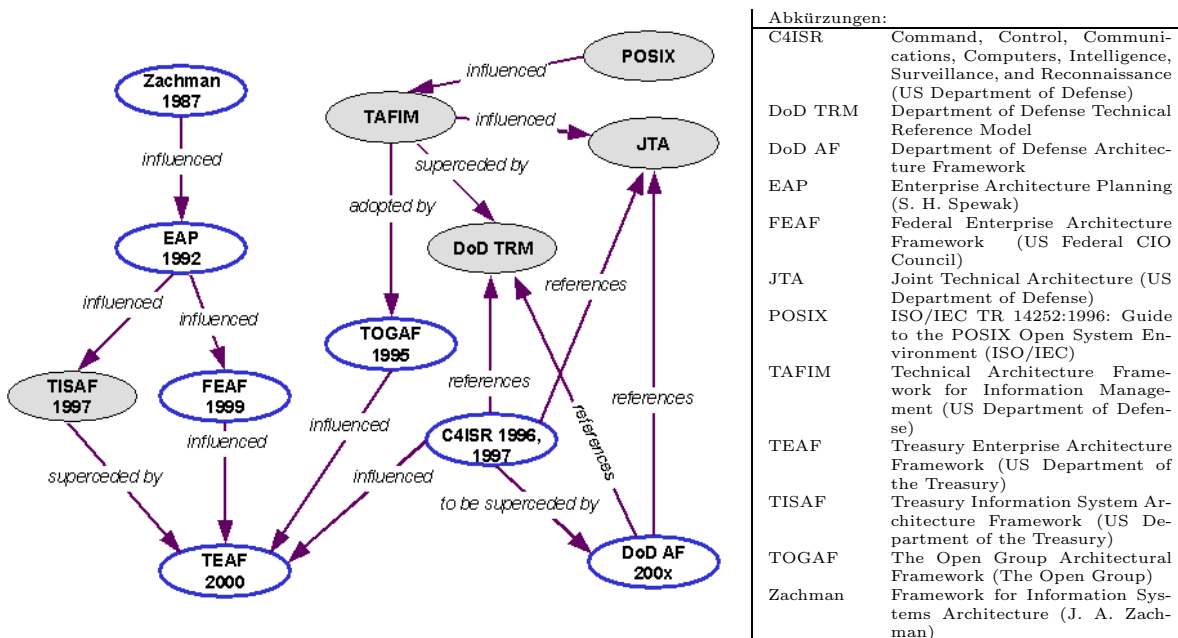 POSIX
influenced
Zachman
1987
TAFIM
influenced
JTA
influenced
superceded by
adopted by
EAP
1992
DoD TRM
influenced
influenced
references
TOGAF
1995
TISAF
1997
FEAF
1999
references
references
references
influenced
influenced
C4ISR 1996,
1997
superceded by
influenced
to be superceded by
TEAF
2000
DoD AF
200x
Abkürzungen:
C4ISR Command, Control, Communi-
cations, Computers, Intelligence,
Surveillance, and Reconnaissance
(US Department of Defense)
DoD TRM Department of Defense Technical
Reference Model
DoD AF Department of Defense Architec-
ture Framework
EAP Enterprise Architecture Planning
(S. H. Spewak)
FEAF Federal Enterprise Architecture
Framework (US Federal CIO
Council)
JTA Joint Technical Architecture (US
Department of Defense)
POSIX ISO/IEC TR 14252:1996: Guide
to the POSIX Open System En-
vironment (ISO/IEC)
TAFIM Technical Architecture Frame-
work for Information Manage-
ment (US Department of Defen-
se)
TEAF Treasury Enterprise Architecture
Framework (US Department of
the Treasury)
TISAF Treasury Information System Ar-
chitecture Framework (US De-
partment of the Treasury)
TOGAF The Open Group Architectural
Framework (The Open Group)
Zachman Framework for Information Sys-
tems Architecture (J. A. Zach-
man)